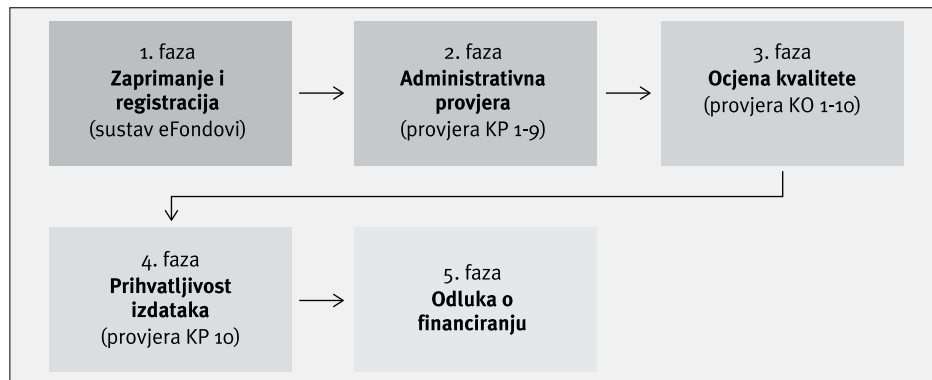 1. faza
Zaprimanje i
registracija
(sustav eFondovi)
2. faza
Administrativna
provjera
(provjera KP 1-9)
3. faza
Ocjena kvalitete
(provjera KO 1-10)
4. faza
Prihvatljivost
izdataka
(provjera KP 10)
5. faza
Odluka o
financiranju